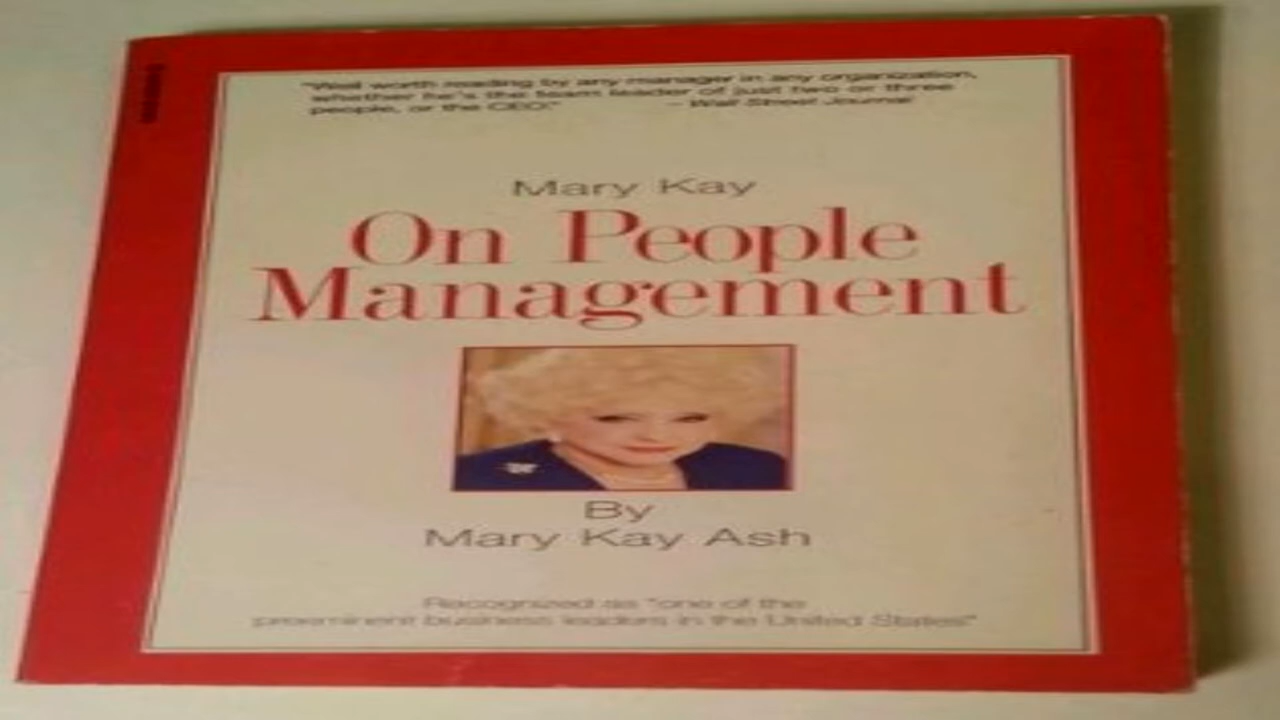 "Well worth reading by any manager in any organization,
whether he's the team leader of just two or three
people, or the CEO." - Wall Street Journal
Mary Kay
On People
Management
By
Mary Kay Ash
Recognized as "one of the
preeminent business leaders in the United States"